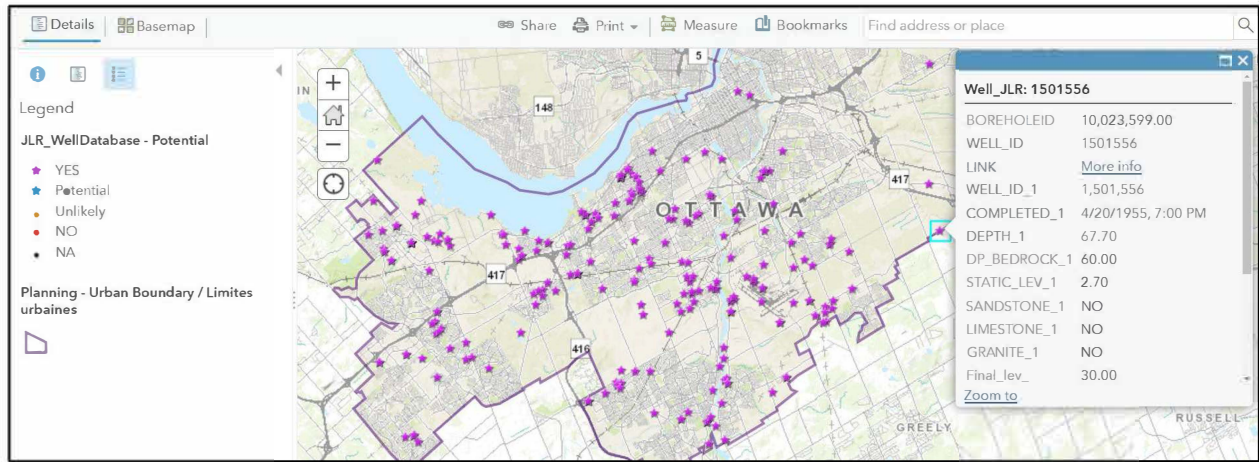 Details
Basemap
Share
Print
Measure
Bookmarks
Find address or place
Legend
JLR_WellDatabase - Potential
YES
Potential
Unlikely
NO
NA
Planning - Urban Boundary / Limites
urbaines
IN
5
148
417
OTTAWA
417
416
GREELY
RUSSELL
Well_JLR: 1501556
BOREHOLEID 10,023,599.00
WELL_ID 1501556
LINK More info
WELL_ID_1 1,501,556
COMPLETED_1 4/20/1955, 7:00 PM
DEPTH_1 67.70
DP_BEDROCK_1 60.00
STATIC_LEV_1 2.70
SANDSTONE_1 NO
LIMESTONE_1 NO
GRANITE_1 NO
Final_lev_ 30.00
Zoom to